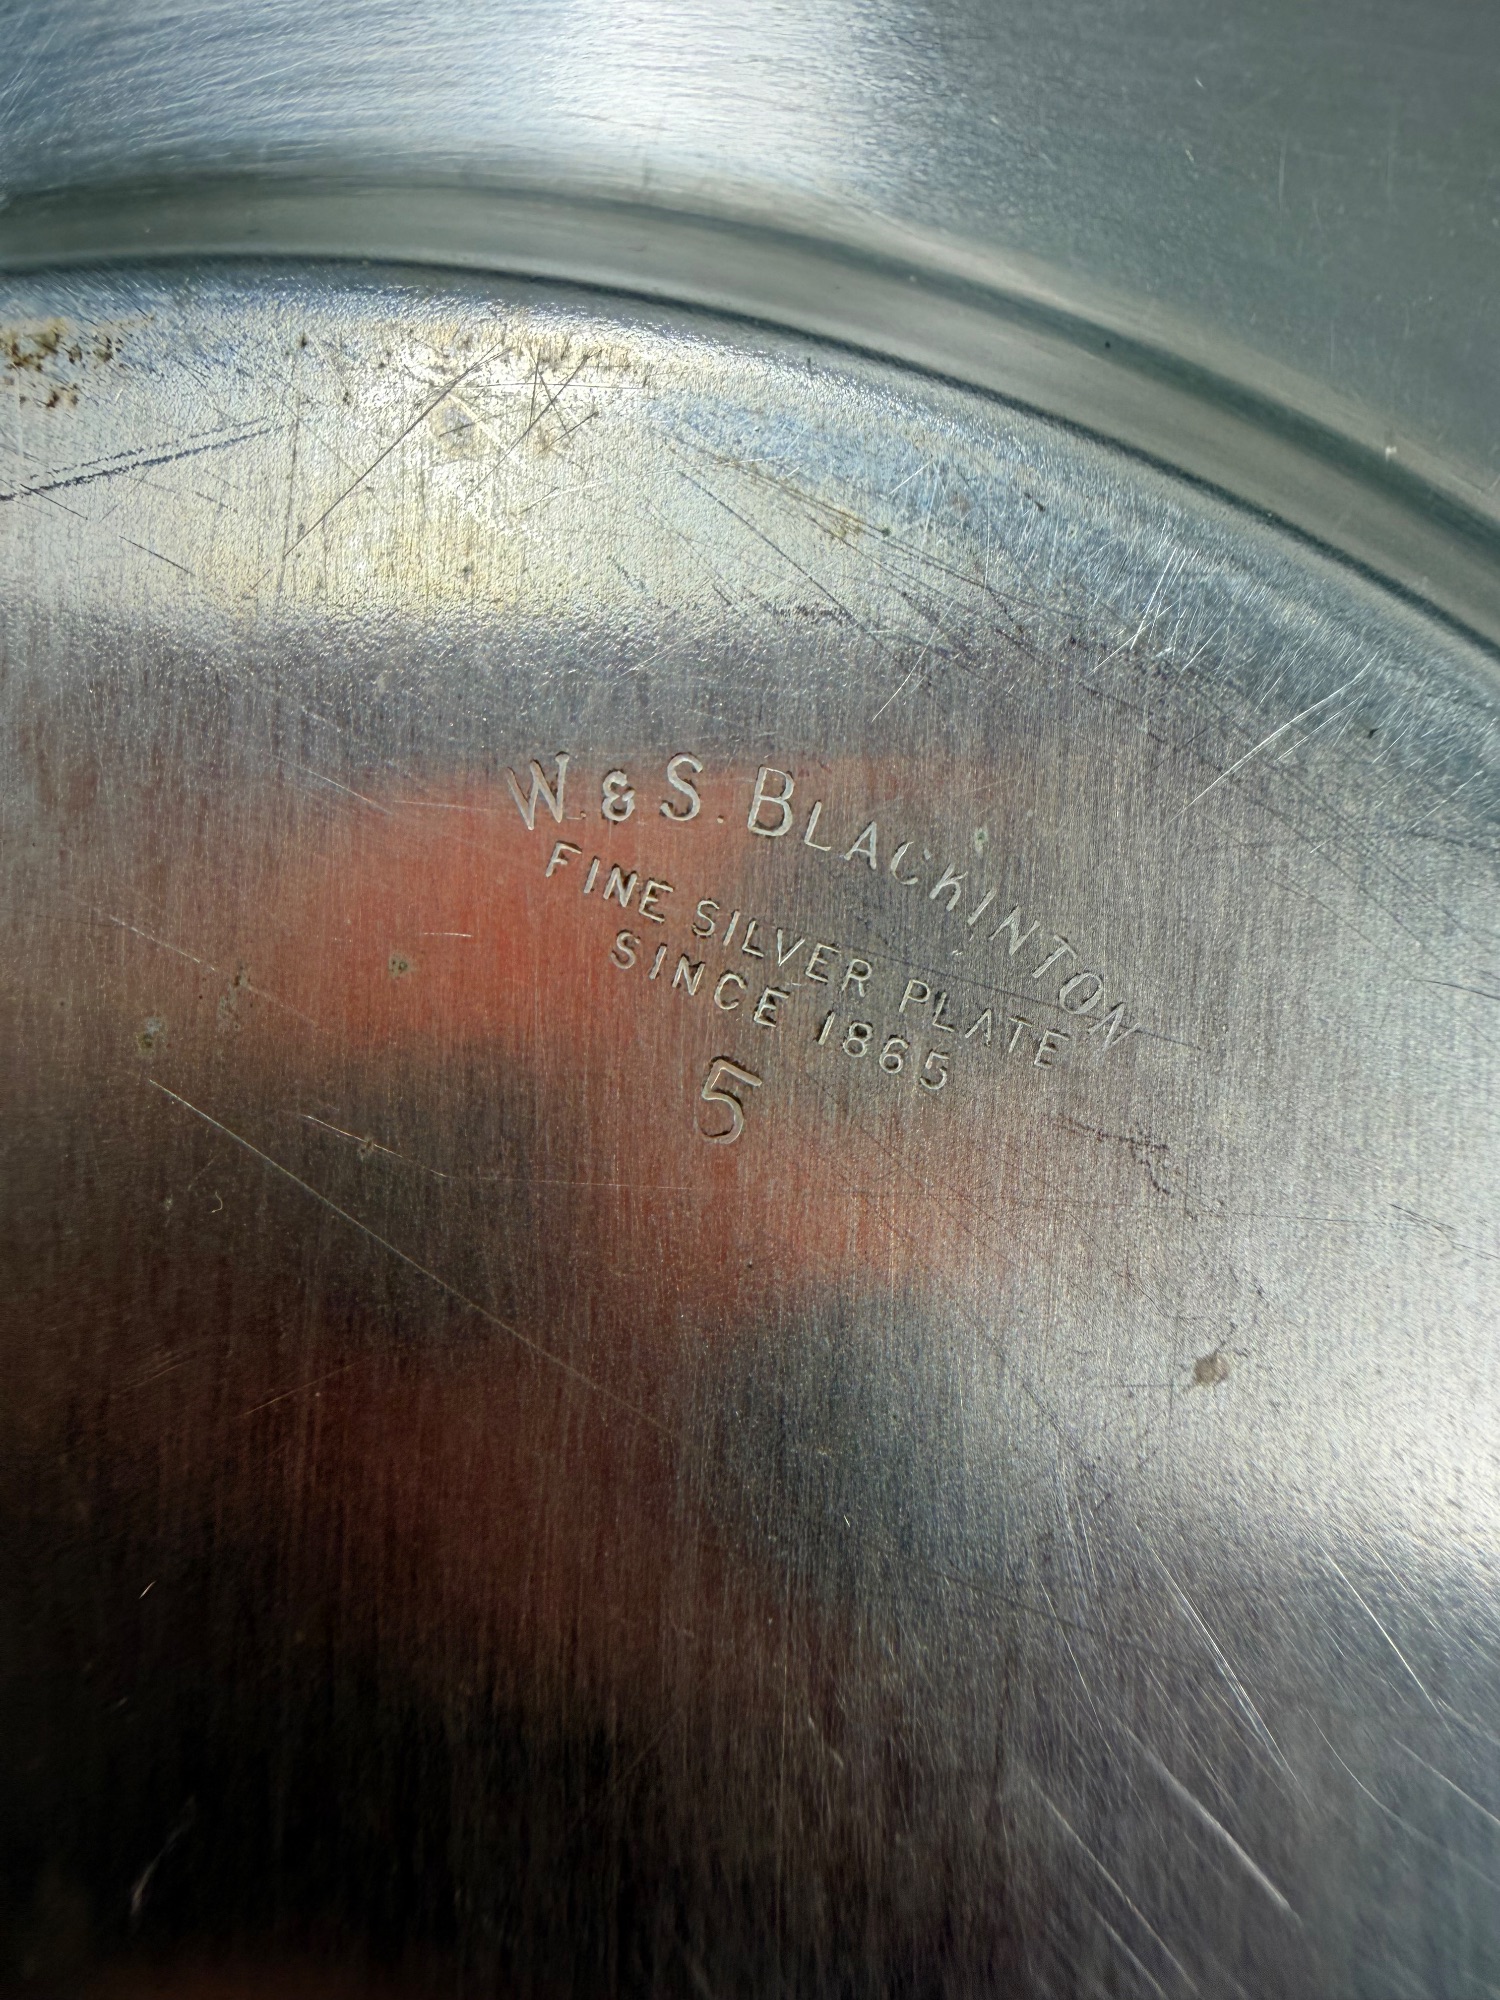 W. & S. BLACKINTON
FINE SILVER PLATE
SINCE 1865
5